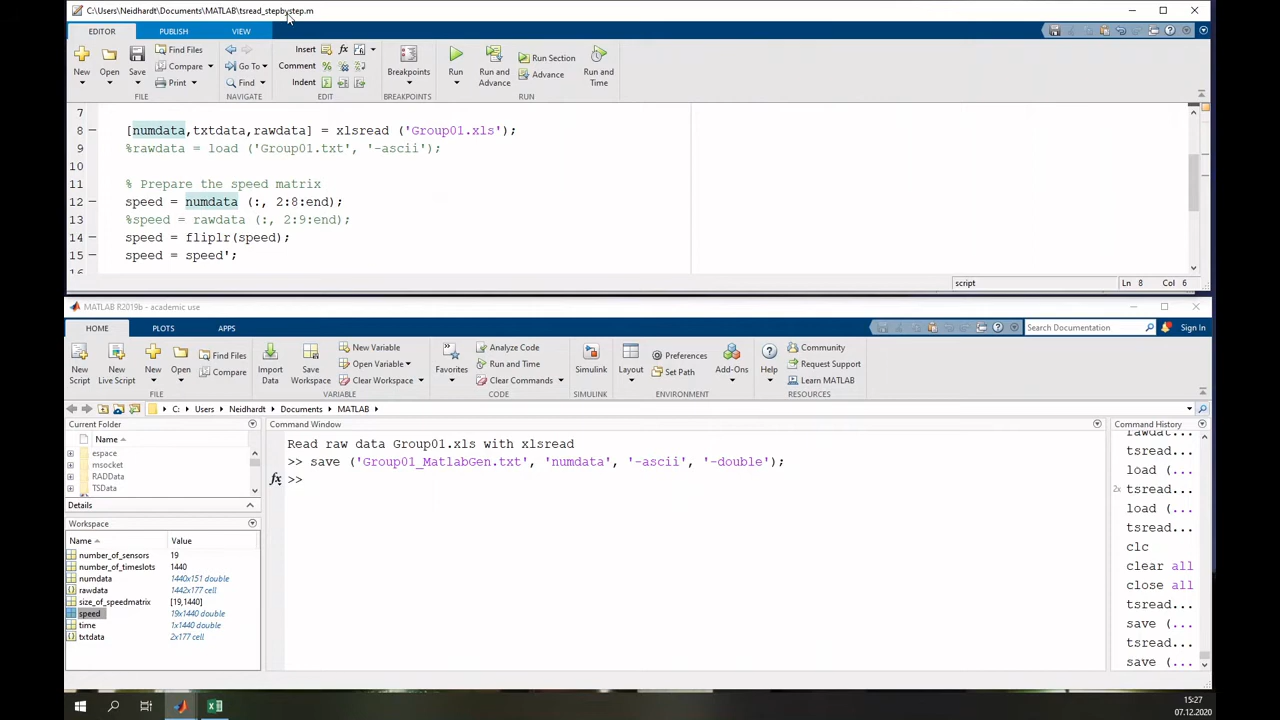 C:\Users\Neidhardt\Documents\MATLAB\tsread_stepbystep.m
EDITOR PUBLISH VIEW
New Open Save Find Files Compare Print Go To Find Insert Comment Indent Breakpoints Run Run and Advance Run Section Advance Run and Time
FILE NAVIGATE EDIT BREAKPOINTS RUN
7
8 — [numdata,txtdata,rawdata] = xlsread ('Group01.xls');
9 %rawdata = load ('Group01.txt', '-ascii');
10
11 % Prepare the speed matrix
12 — speed = numdata (:, 2:8:end);
13 %speed = rawdata (:, 2:9:end);
14 — speed = fliplr(speed);
15 — speed = speed';
16
script Ln 8 Col 6
MATLAB R2019b - academic use
HOME PLOTS APPS Search Documentation Sign In
New Script New Live Script New Open Find Files Compare Import Data Save Workspace New Variable Open Variable Clear Workspace Favorites Analyze Code Run and Time Clear Commands Simulink Layout Preferences Set Path Add-Ons Help Community Request Support Learn MATLAB
FILE VARIABLE CODE SIMULINK ENVIRONMENT RESOURCES
C: Users Neidhardt Documents MATLAB
Current Folder
Name
espace
msocket
RADData
TSData
Details
Workspace
Name Value
number_of_sensors 19
number_of_timeslots 1440
numdata 1440x151 double
rawdata 1442x177 cell
size_of_speedmatrix [19,1440]
speed 19x1440 double
time 1x1440 double
txtdata 2x177 cell
Command Window
Read raw data Group01.xls with xlsread
>> save ('Group01_MatlabGen.txt', 'numdata', '-ascii', '-double');
fx >>
Command History
rawdat...
tsread...
load (...
2x tsread...
load (...
tsread...
clc
clear all
close all
tsread...
save (...
tsread...
save (...
15:27
07.12.2020